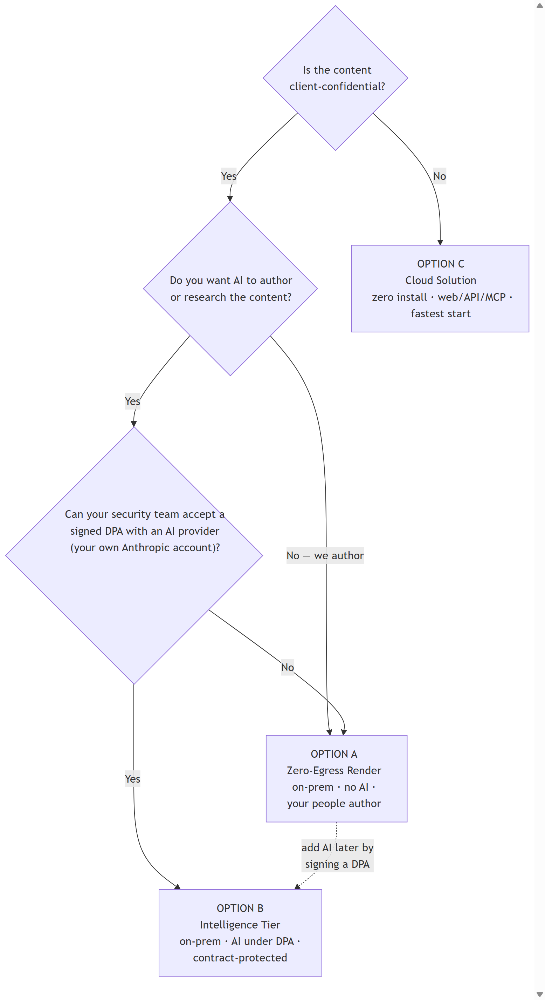 Is the content
client-confidential?
Yes
No
Do you want AI to author
or research the content?
OPTION C
Cloud Solution
zero install · web/API/MCP ·
fastest start
Yes
Can your security team accept a
signed DPA with an AI provider
(your own Anthropic account)?
No — we author
No
OPTION A
Zero-Egress Render
on-prem · no AI ·
your people author
Yes
add AI later by
signing a DPA
OPTION B
Intelligence Tier
on-prem · AI under DPA ·
contract-protected